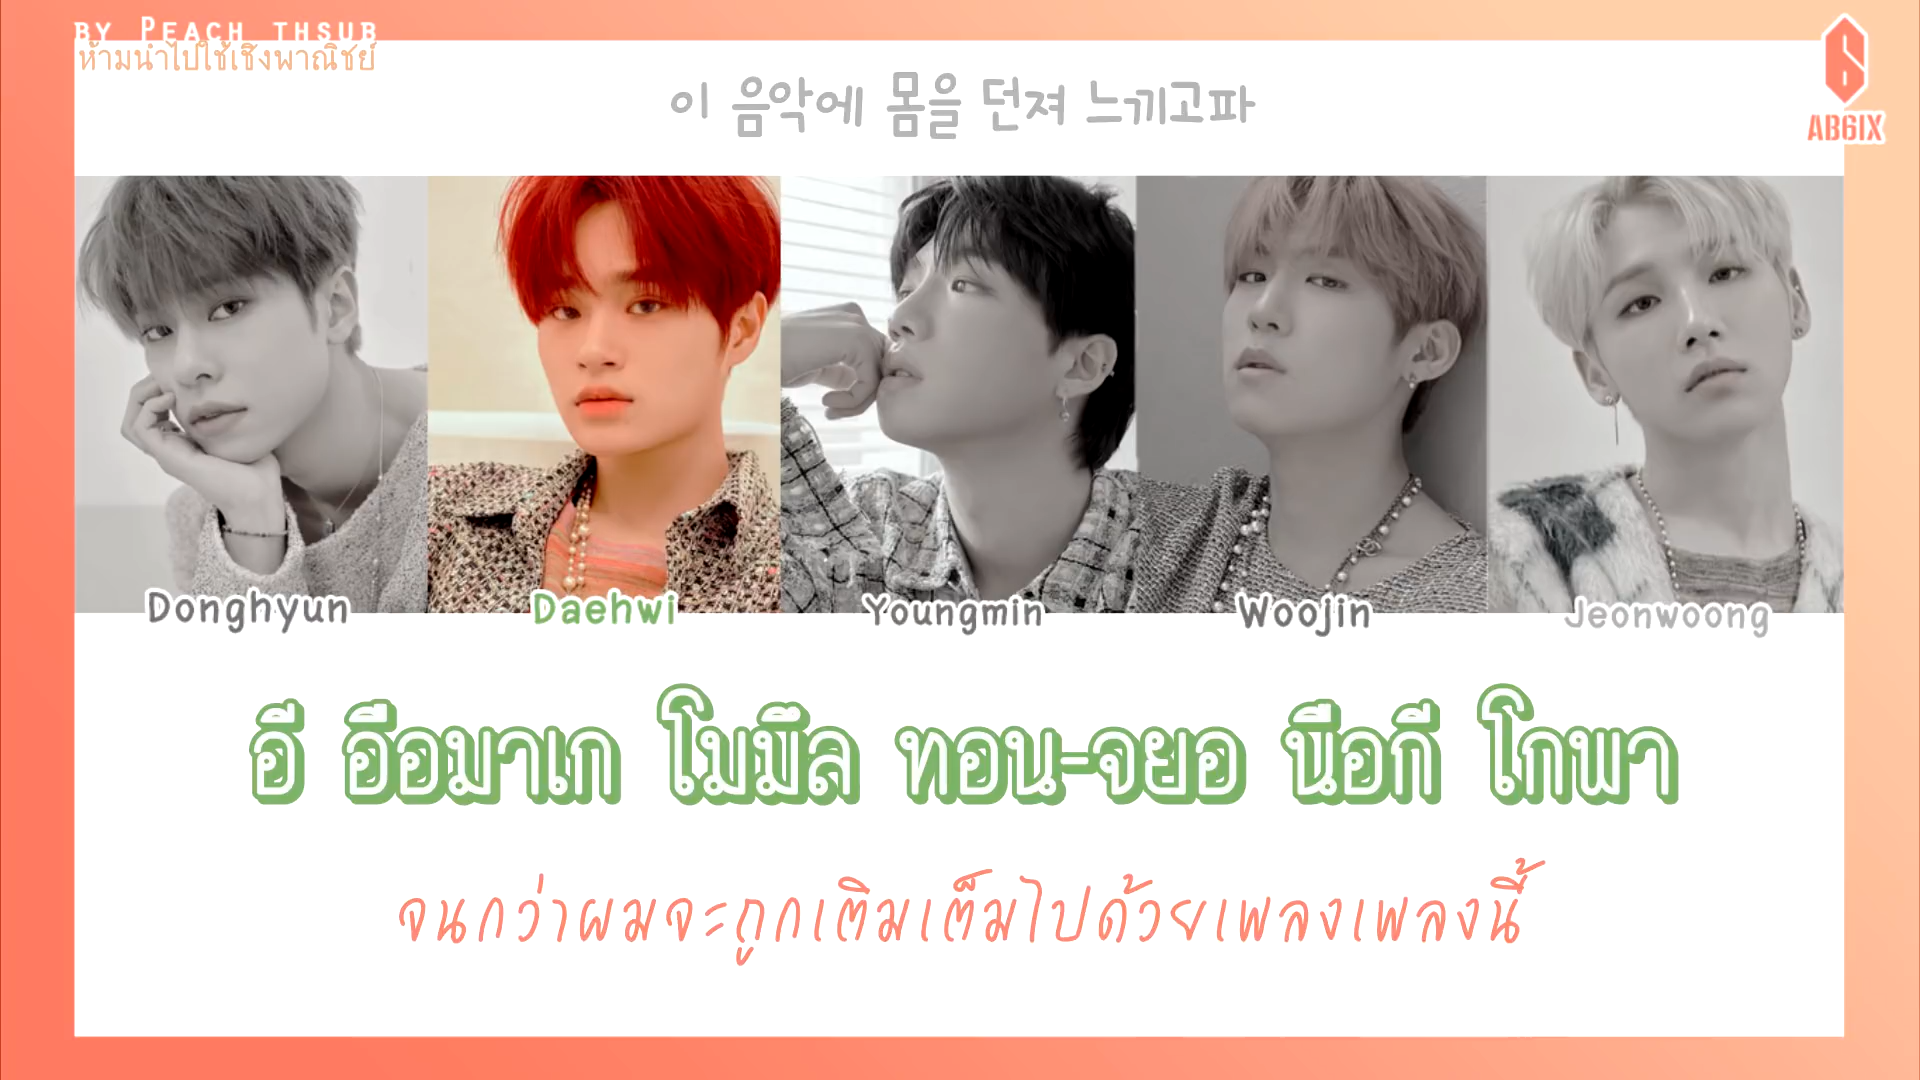 by Peach thsub
ห้ามนำไปใช้เชิงพาณิชย์
AB6IX
이 음악에 몸을 던져 느끼고파
Donghyun
Daehwi
Youngmin
Woojin
Jeonwoong
อี อึอมาเก โมมึล ทอน-จยอ นือกี โกพา
จนกว่าผมจะถูกเติมเต็มไปด้วยเพลงเพลงนี้